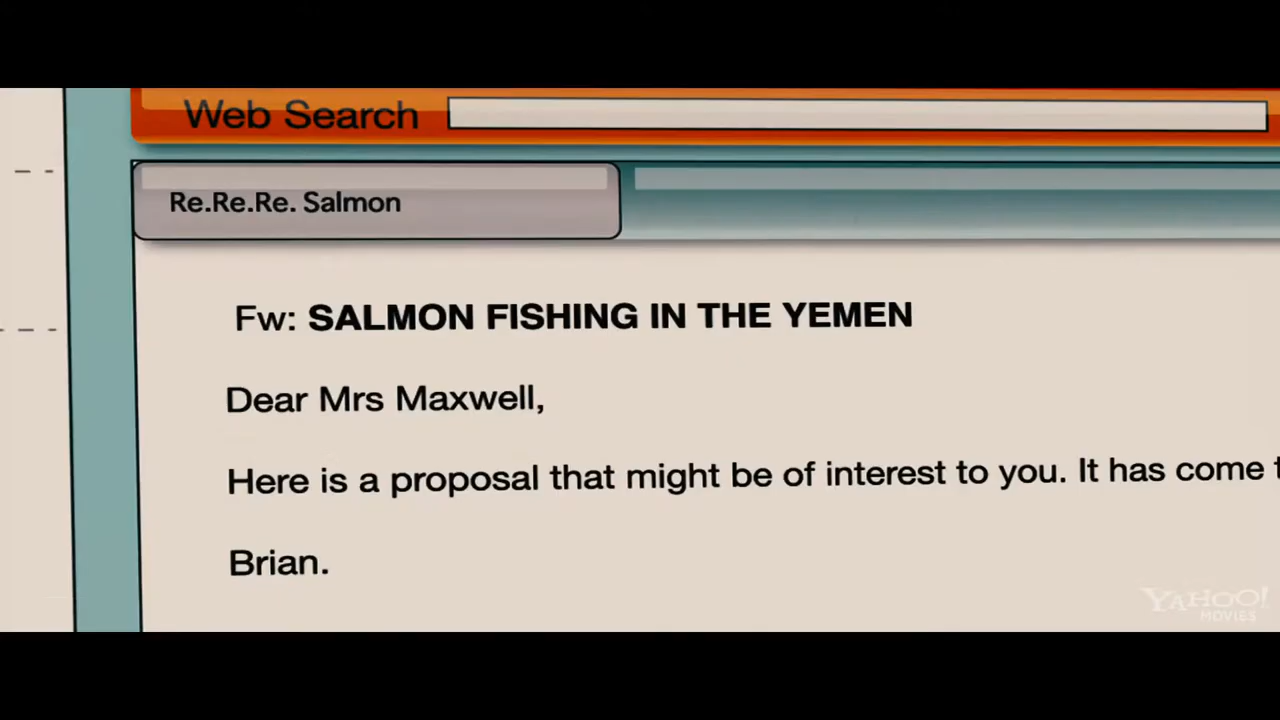 Web Search
Re.Re.Re. Salmon
Fw: SALMON FISHING IN THE YEMEN
Dear Mrs Maxwell,
Here is a proposal that might be of interest to you. It has come
Brian.
YAHOO!
MOVIES